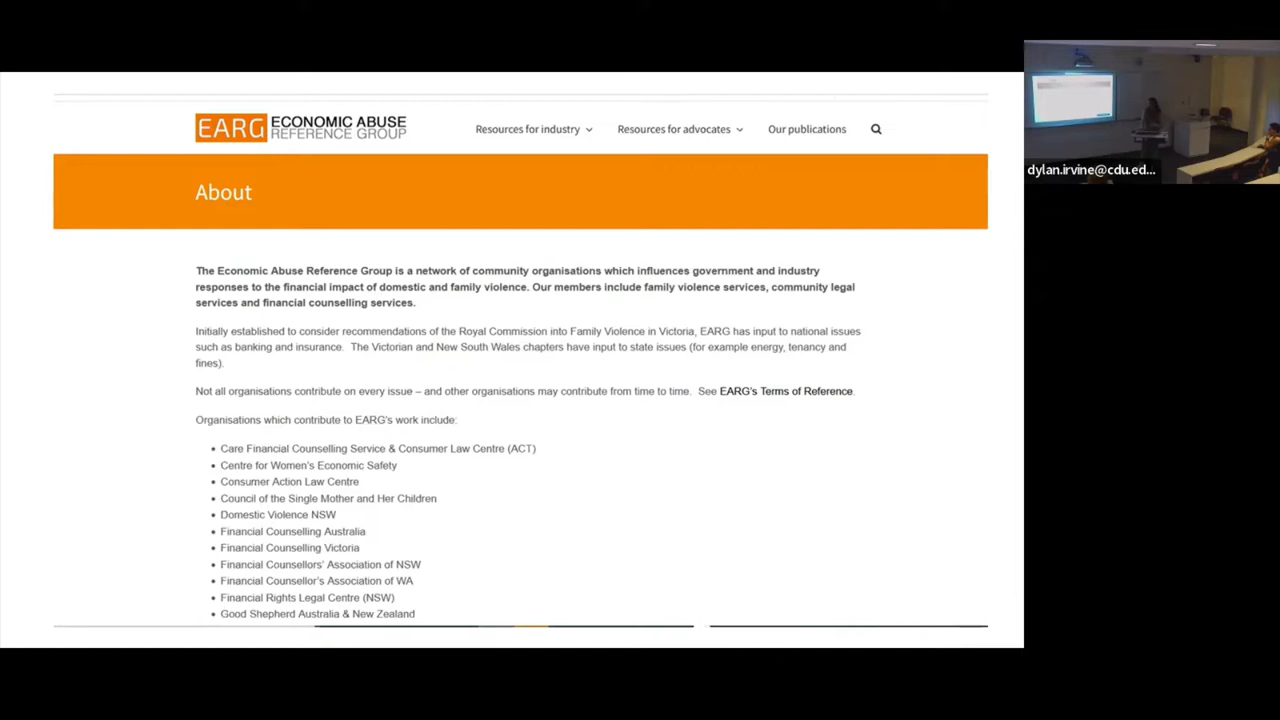 EARG ECONOMIC ABUSE
REFERENCE GROUP
Resources for industry
Resources for advocates
Our publications
About
The Economic Abuse Reference Group is a network of community organisations which influences government and industry
responses to the financial impact of domestic and family violence. Our members include family violence services, community legal
services and financial counselling services.
Initially established to consider recommendations of the Royal Commission into Family Violence in Victoria, EARG has input to national issues
such as banking and insurance.  The Victorian and New South Wales chapters have input to state issues (for example energy, tenancy and
fines).
Not all organisations contribute on every issue – and other organisations may contribute from time to time.  See EARG's Terms of Reference.
Organisations which contribute to EARG's work include:
• Care Financial Counselling Service & Consumer Law Centre (ACT)
• Centre for Women's Economic Safety
• Consumer Action Law Centre
• Council of the Single Mother and Her Children
• Domestic Violence NSW
• Financial Counselling Australia
• Financial Counselling Victoria
• Financial Counsellors' Association of NSW
• Financial Counsellor's Association of WA
• Financial Rights Legal Centre (NSW)
• Good Shepherd Australia & New Zealand
dylan.irvine@cdu.ed...